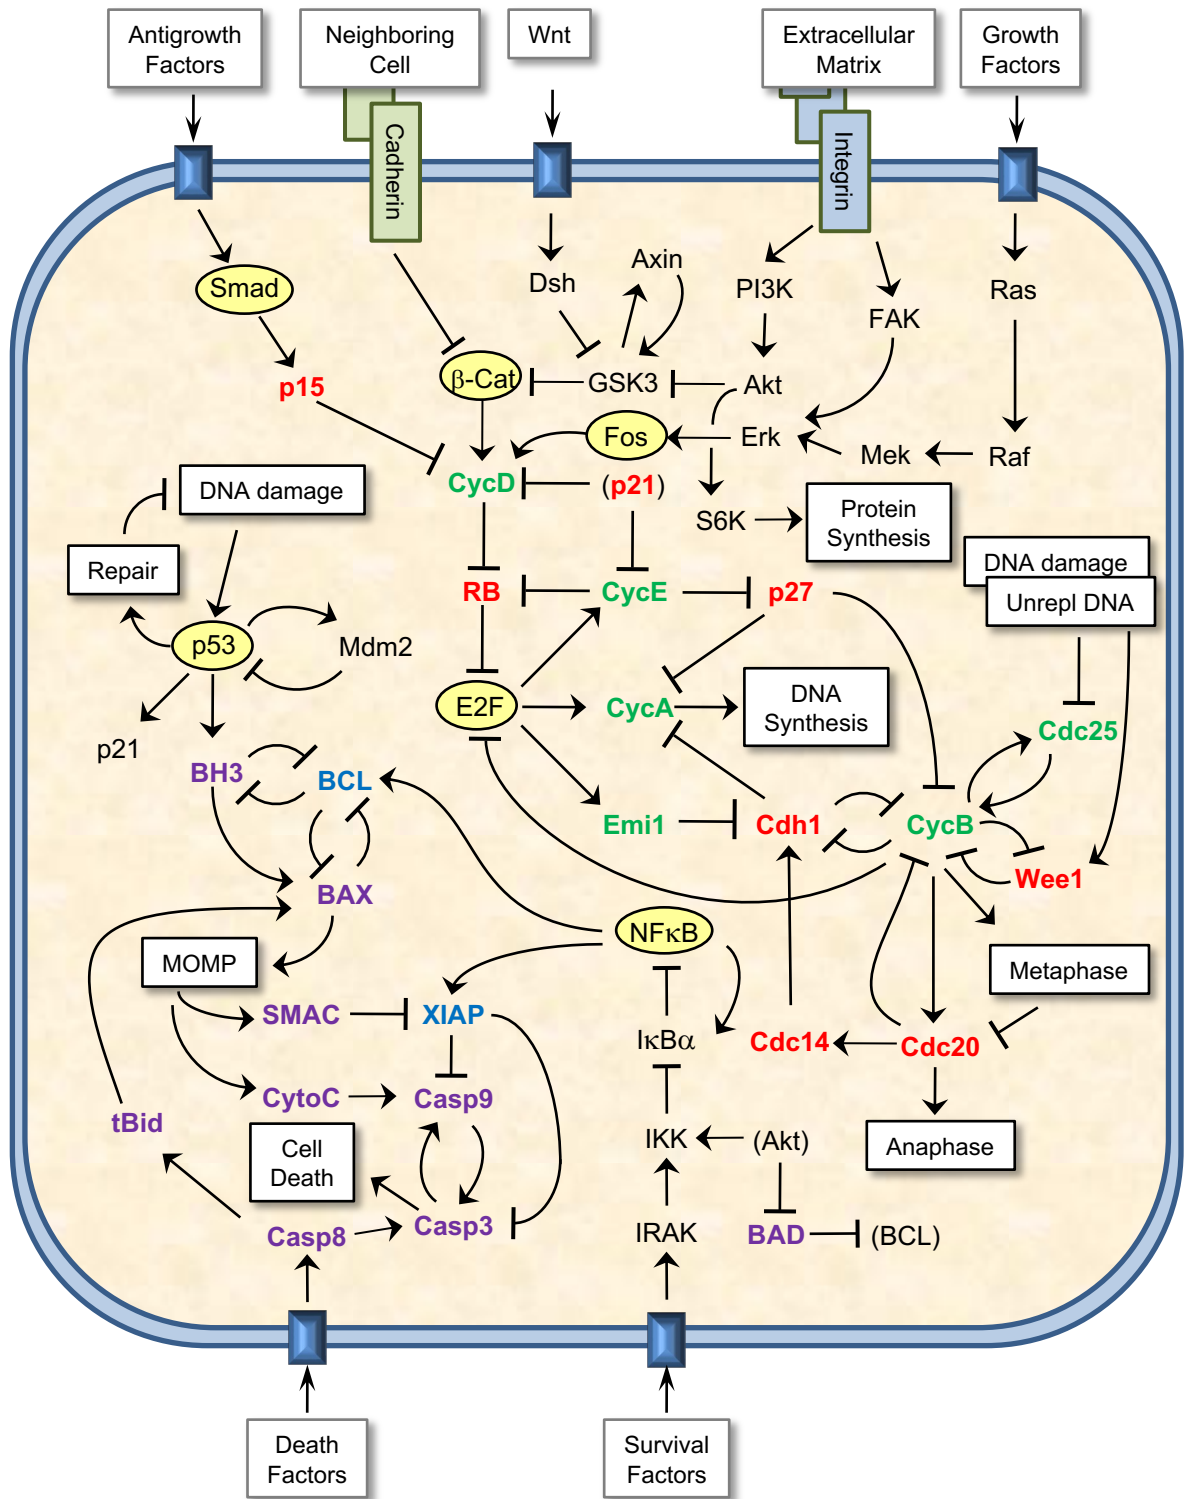 Antigrowth
Factors
Neighboring
Cell
Wnt
Extracellular
Matrix
Growth
Factors
Cadherin
Integrin
Smad
Dsh
Axin
PI3K
FAK
Ras
p15
β-Cat
GSK3
Akt
Fos
Erk
Mek
Raf
CycD
(p21)
S6K
Protein
Synthesis
DNA damage
Repair
RB
CycE
p27
DNA damage
Unrepl DNA
p53
Mdm2
E2F
CycA
DNA
Synthesis
Cdc25
p21
BH3
BCL
Emi1
Cdh1
CycB
Wee1
BAX
NFκB
MOMP
Metaphase
SMAC
XIAP
IκBα
Cdc14
Cdc20
CytoC
Casp9
tBid
Cell
Death
IKK
(Akt)
Anaphase
Casp8
Casp3
IRAK
BAD
(BCL)
Death
Factors
Survival
Factors